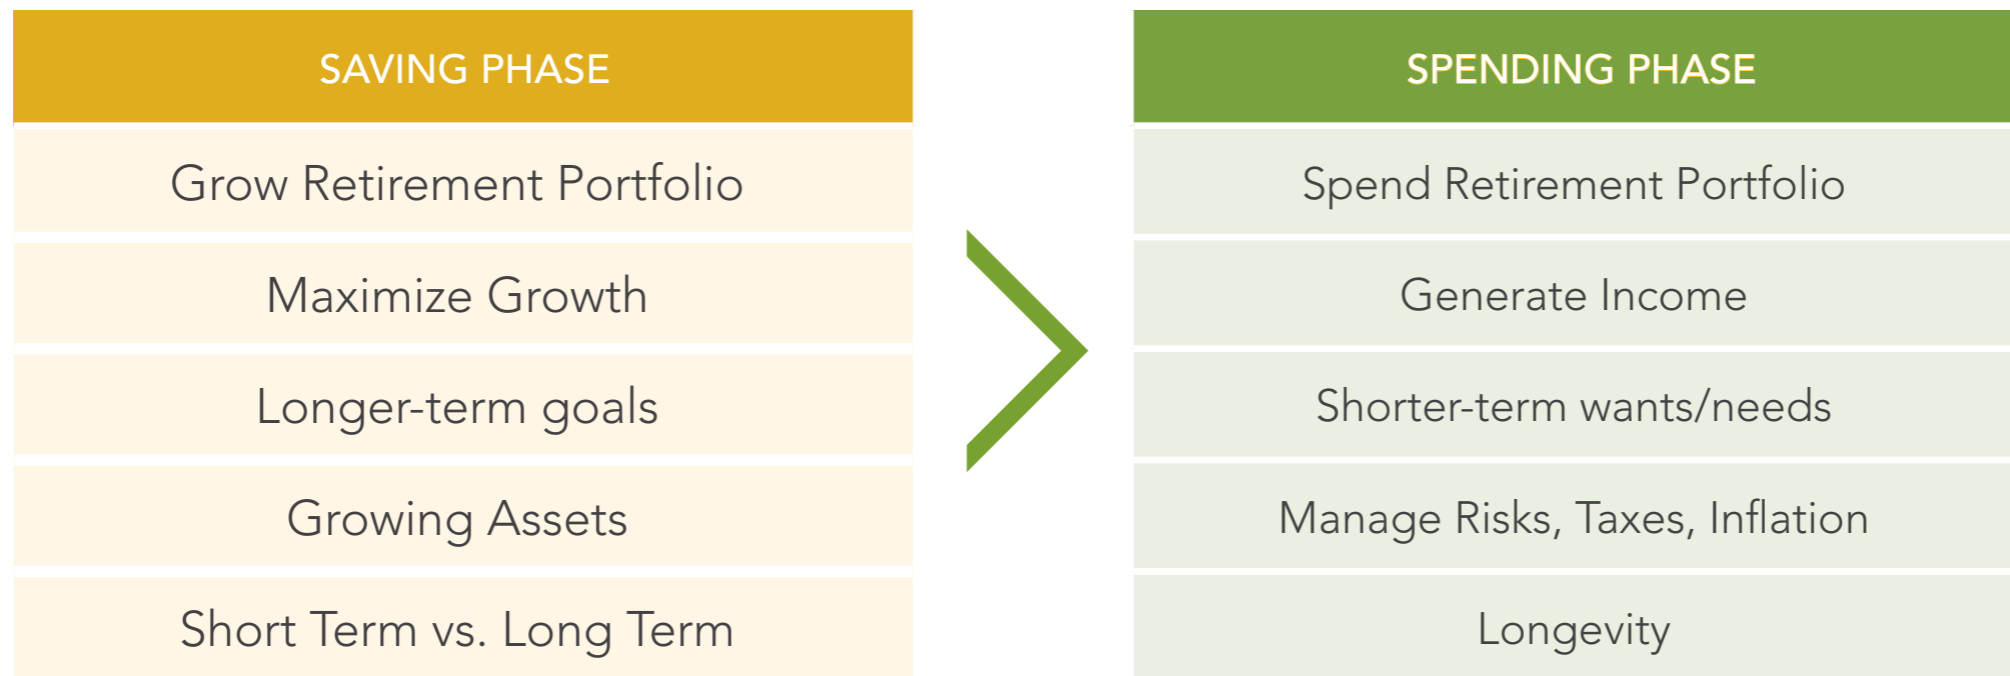 SAVING PHASE
Grow Retirement Portfolio
Maximize Growth
Longer-term goals
Growing Assets
Short Term vs. Long Term
SPENDING PHASE
Spend Retirement Portfolio
Generate Income
Shorter-term wants/needs
Manage Risks, Taxes, Inflation
Longevity